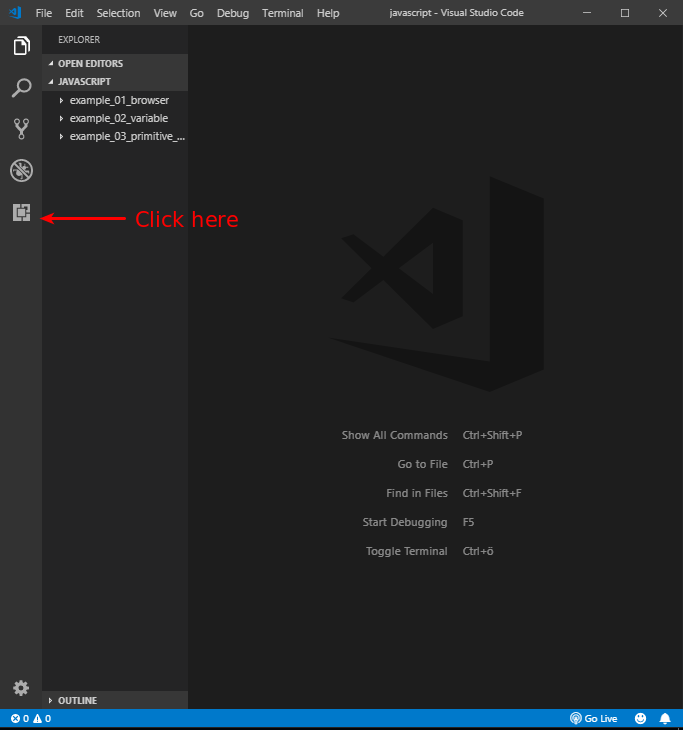 File Edit Selection View Go Debug Terminal Help javascript - Visual Studio Code
EXPLORER
OPEN EDITORS
JAVASCRIPT
example_01_browser
example_02_variable
example_03_primitive_...
Click here
Show All Commands Ctrl+Shift+P
Go to File Ctrl+P
Find in Files Ctrl+Shift+F
Start Debugging F5
Toggle Terminal Ctrl+ö
OUTLINE
0 0 Go Live